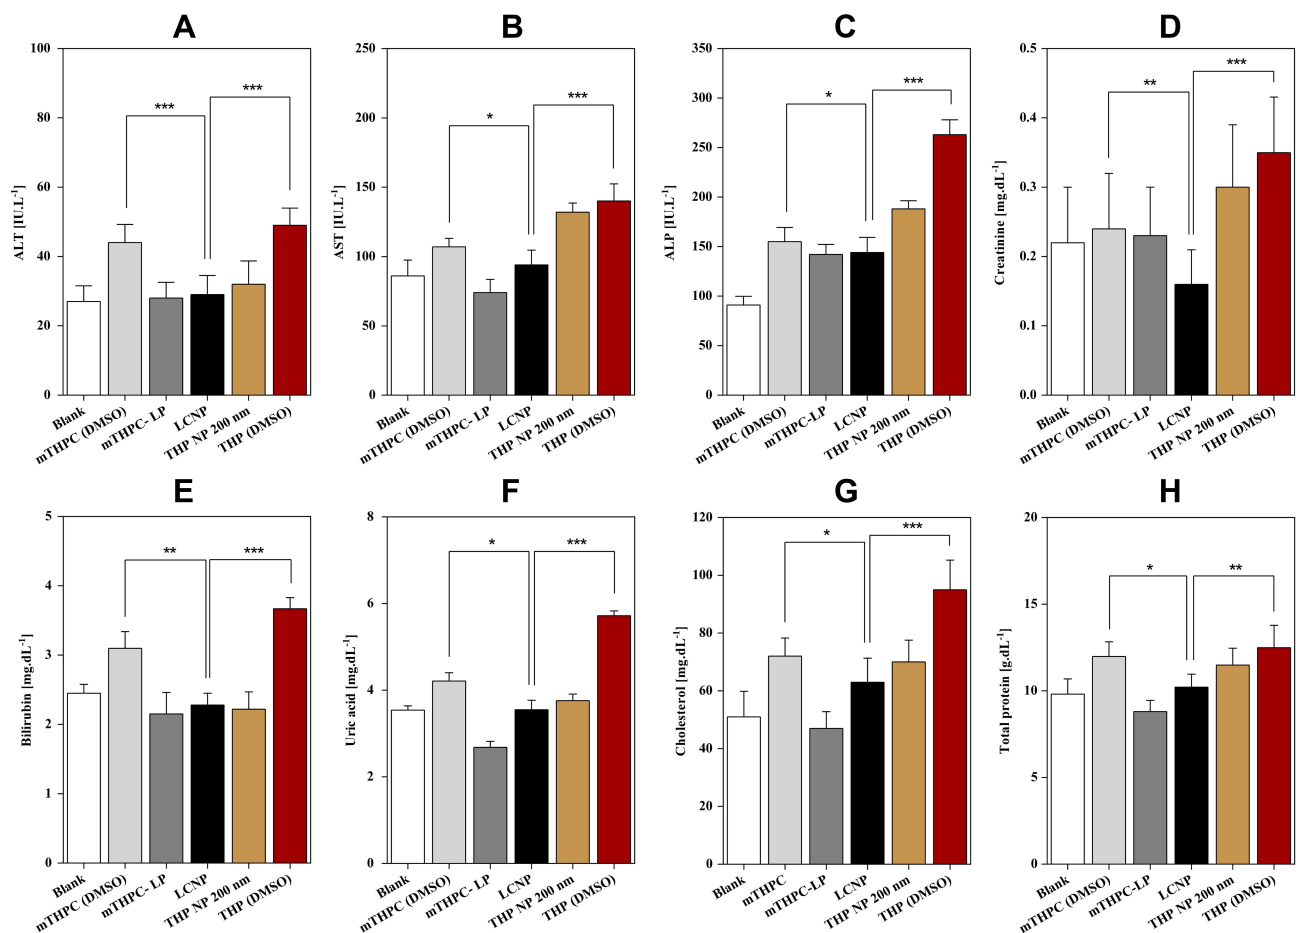 A
ALT [IU.L-1]
100
80
60
40
20
0
***
***
Blank
mTHPC (DMSO)
mTHPC- LP
LCNP
THP NP 200 nm
THP (DMSO)
B
AST [IU.L-1]
250
200
150
100
50
0
*
***
Blank
mTHPC (DMSO)
mTHPC- LP
LCNP
THP NP 200 nm
THP (DMSO)
C
ALP [IU.L-1]
350
300
250
200
150
100
50
0
*
***
Blank
mTHPC (DMSO)
mTHPC- LP
LCNP
THP NP 200 nm
THP (DMSO)
D
Creatinine [mg.dL-1]
0.5
0.4
0.3
0.2
0.1
0.0
**
***
Blank
mTHPC (DMSO)
mTHPC- LP
LCNP
THP NP 200 nm
THP (DMSO)
E
Bilirubin [mg.dL-1]
5
4
3
2
1
0
**
***
Blank
mTHPC (DMSO)
mTHPC- LP
LCNP
THP NP 200 nm
THP (DMSO)
F
Uric acid [mg.dL-1]
8
6
4
2
0
*
***
Blank
mTHPC (DMSO)
mTHPC- LP
LCNP
THP NP 200 nm
THP (DMSO)
G
Cholesterol [mg.dL-1]
120
100
80
60
40
20
0
*
***
Blank
mTHPC
mTHPC-LP
LCNP
THP NP 200 nm
THP (DMSO)
H
Total protein [g.dL-1]
20
15
10
5
0
*
**
Blank
mTHPC (DMSO)
mTHPC-LP
LCNP
THP NP 200 nm
THP (DMSO)